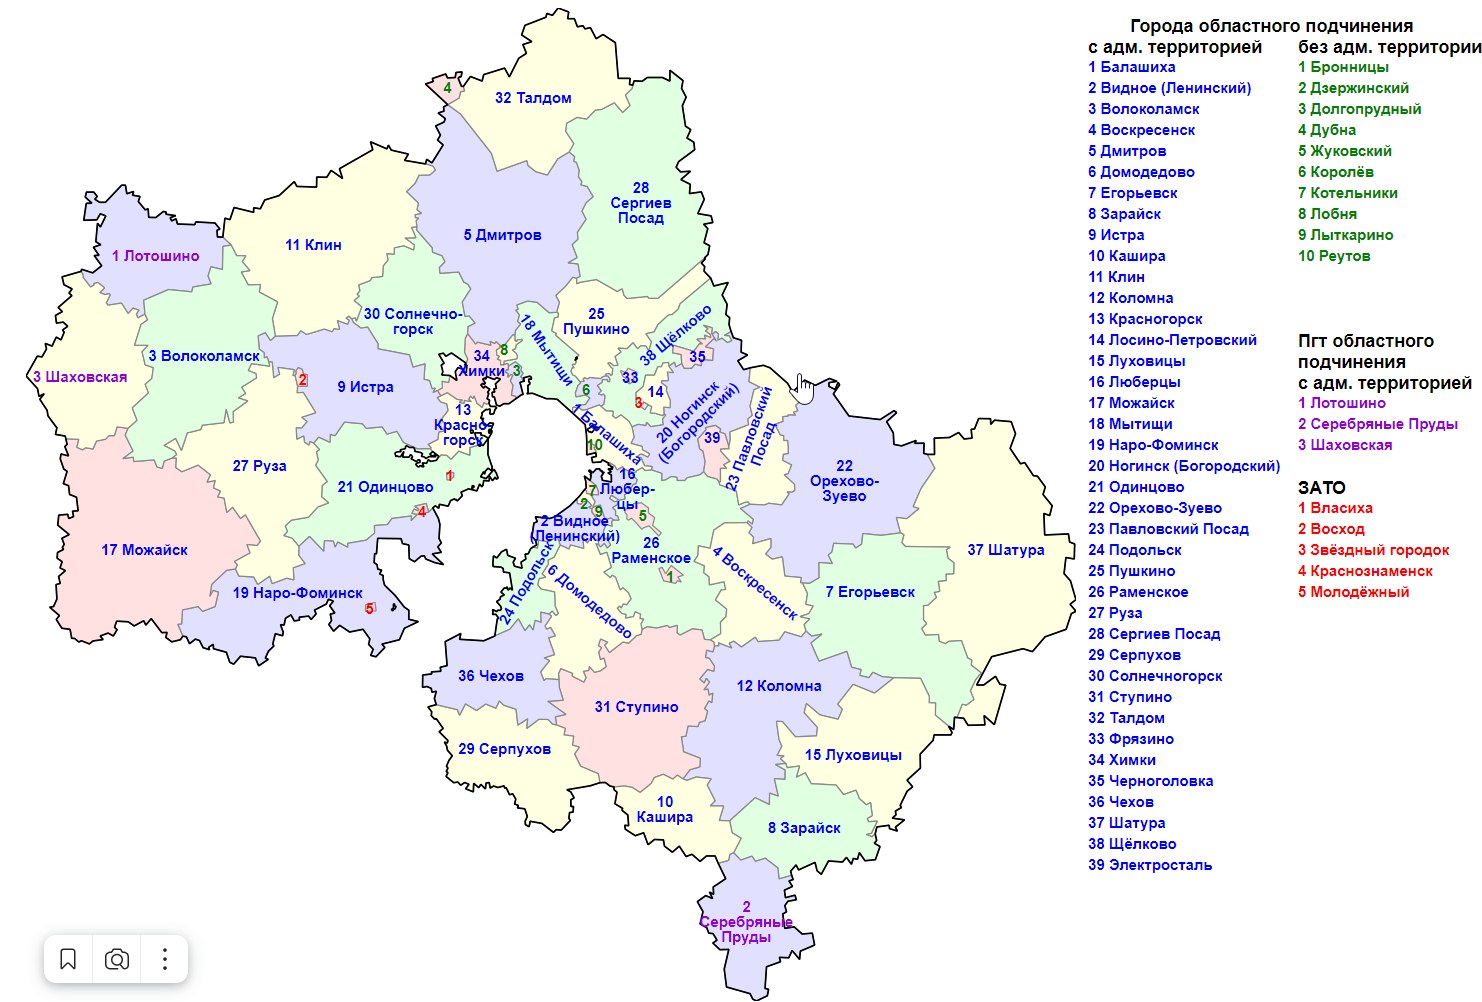 Города областного подчинения
с адм. территорией
без адм. территории
1 Балашиха
2 Видное (Ленинский)
3 Волоколамск
4 Воскресенск
5 Дмитров
6 Домодедово
7 Егорьевск
8 Зарайск
9 Истра
10 Кашира
11 Клин
12 Коломна
13 Красногорск
14 Лосино-Петровский
15 Луховицы
16 Люберцы
17 Можайск
18 Мытищи
19 Наро-Фоминск
20 Ногинск (Богородский)
21 Одинцово
22 Орехово-Зуево
23 Павловский Посад
24 Подольск
25 Пушкино
26 Раменское
27 Руза
28 Сергиев Посад
29 Серпухов
30 Солнечногорск
31 Ступино
32 Талдом
33 Фрязино
34 Химки
35 Черноголовка
36 Чехов
37 Шатура
38 Щёлково
39 Электросталь
1 Бронницы
2 Дзержинский
3 Долгопрудный
4 Дубна
5 Жуковский
6 Королёв
7 Котельники
8 Лобня
9 Лыткарино
10 Реутов
Пгт областного
подчинения
с адм. территорией
1 Лотошино
2 Серебряные Пруды
3 Шаховская
ЗАТО
1 Власиха
2 Восход
3 Звёздный городок
4 Краснознаменск
5 Молодёжный
4
32 Талдом
28
Сергиев
Посад
5 Дмитров
11 Клин
1 Лотошино
30 Солнечно-
горск
25
Пушкино
18 Мытищи
38 Щёлково
3 Волоколамск
3 Шаховская
2
9 Истра
34
Химки
8
3
6
33
35
14
3
13
Красно-
горск
1 Балашиха
10
20 Ногинск
(Богородский)
39
23 Павловский
Посад
22
Орехово-
Зуево
27 Руза
21 Одинцово
1
4
16
Любер-
цы
7
2
9
5
2 Видное
(Ленинский)
17 Можайск
19 Наро-Фоминск
5
24 Подольск
6 Домодедово
26
Раменское
1
4 Воскресенск
7 Егорьевск
37 Шатура
36 Чехов
31 Ступино
12 Коломна
29 Серпухов
15 Луховицы
10
Кашира
8 Зарайск
2
Серебряные
Пруды